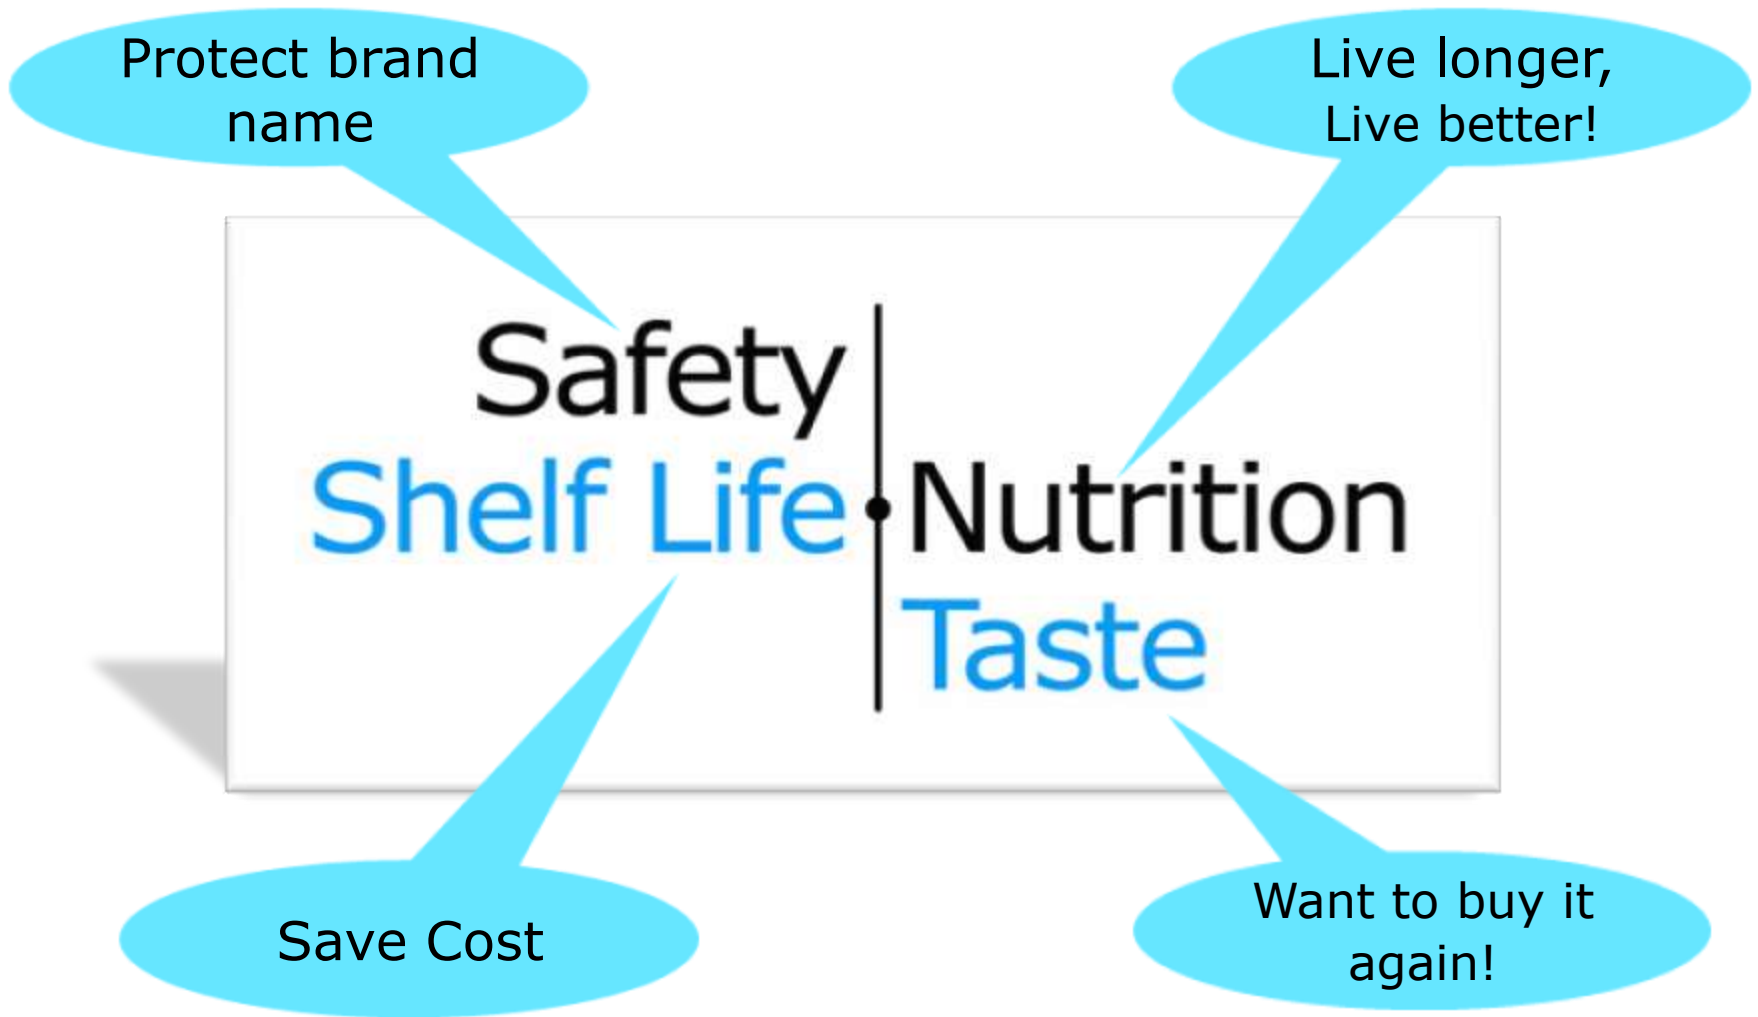 Protect brand
name
Live longer,
Live better!
Safety
Shelf Life
Nutrition
Taste
Save Cost
Want to buy it
again!